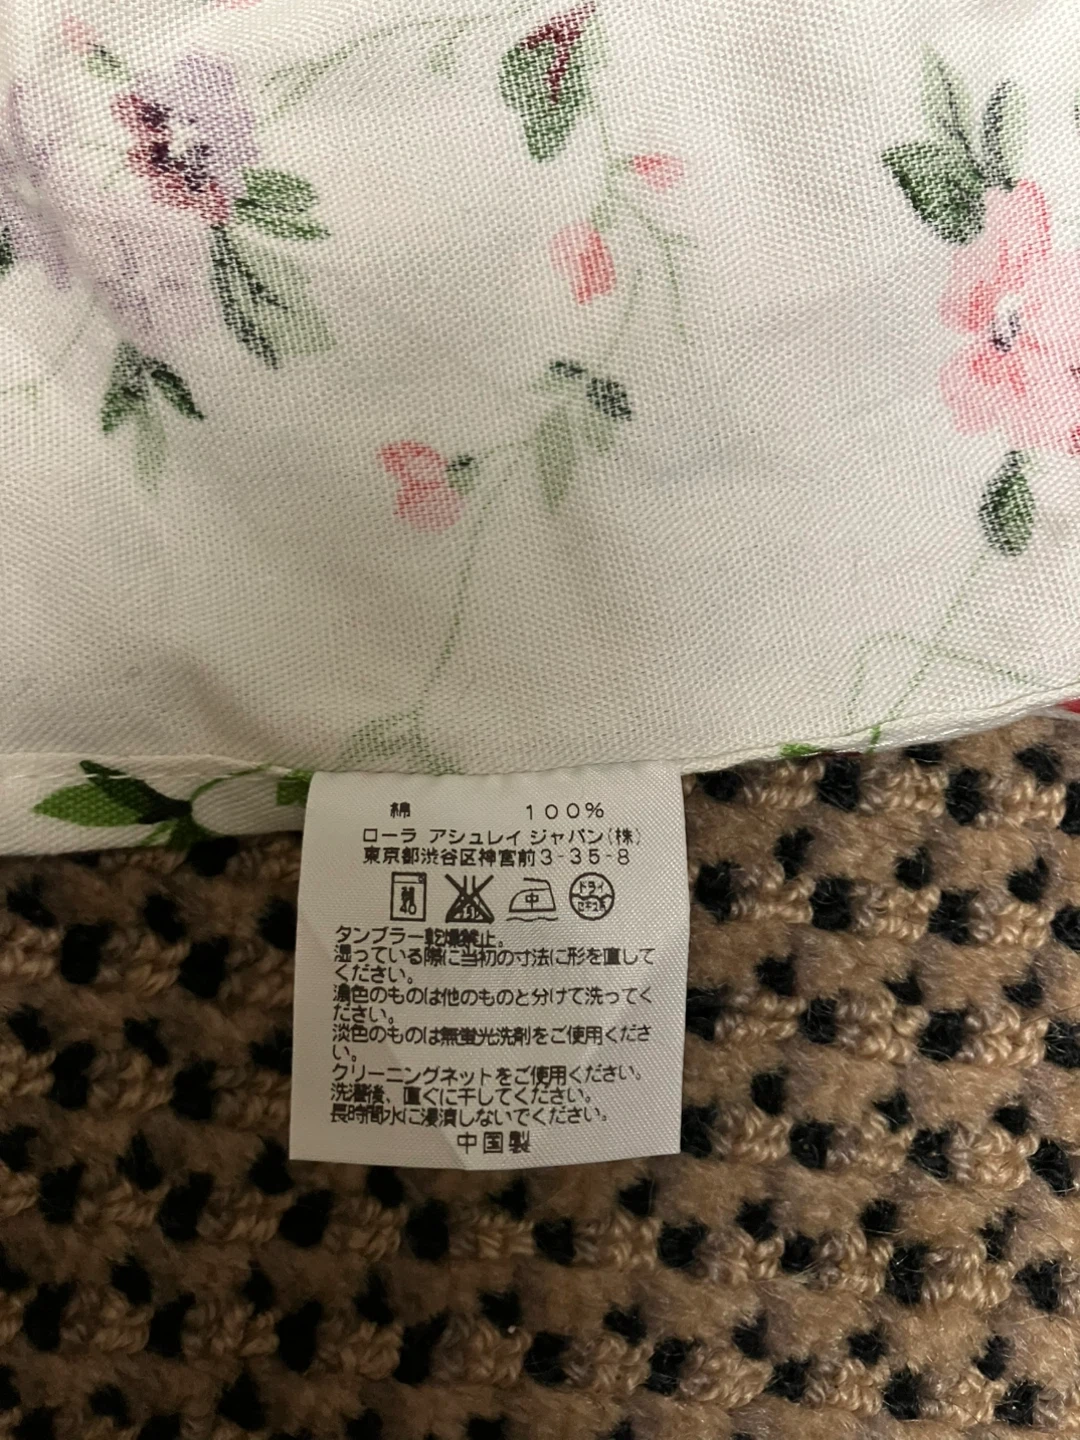 綿 100%
ローラ アシュレイ ジャパン(株)
東京都渋谷区神宮前3-35-8
40 中 ドライ
タンブラー乾燥禁止。
湿っている際に当初の寸法に形を直して
ください。
濃色のものは他のものと分けて洗ってく
ださい。
淡色のものは無蛍光洗剤をご使用くださ
い。
クリーニングネットをご使用ください。
洗濯後、直ぐに干してください。
長時間水に浸漬しないでください。
中国製